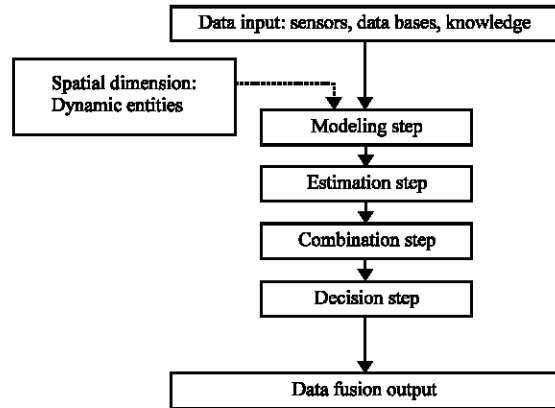 Data input: sensors, data bases, knowledge
Spatial dimension:
Dynamic entities
Modeling step
Estimation step
Combination step
Decision step
Data fusion output